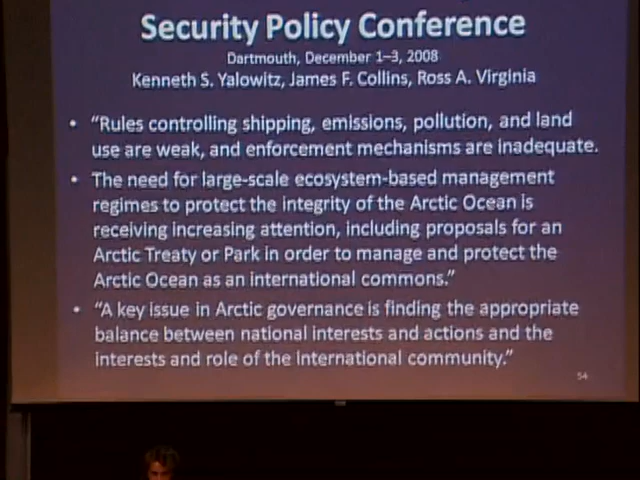 Security Policy Conference
Dartmouth, December 1–3, 2008
Kenneth S. Yalowitz, James F. Collins, Ross A. Virginia
• “Rules controlling shipping, emissions, pollution, and land
use are weak, and enforcement mechanisms are inadequate.
• The need for large-scale ecosystem-based management
regimes to protect the integrity of the Arctic Ocean is
receiving increasing attention, including proposals for an
Arctic Treaty or Park in order to manage and protect the
Arctic Ocean as an international commons.”
• “A key issue in Arctic governance is finding the appropriate
balance between national interests and actions and the
interests and role of the international community.”
54